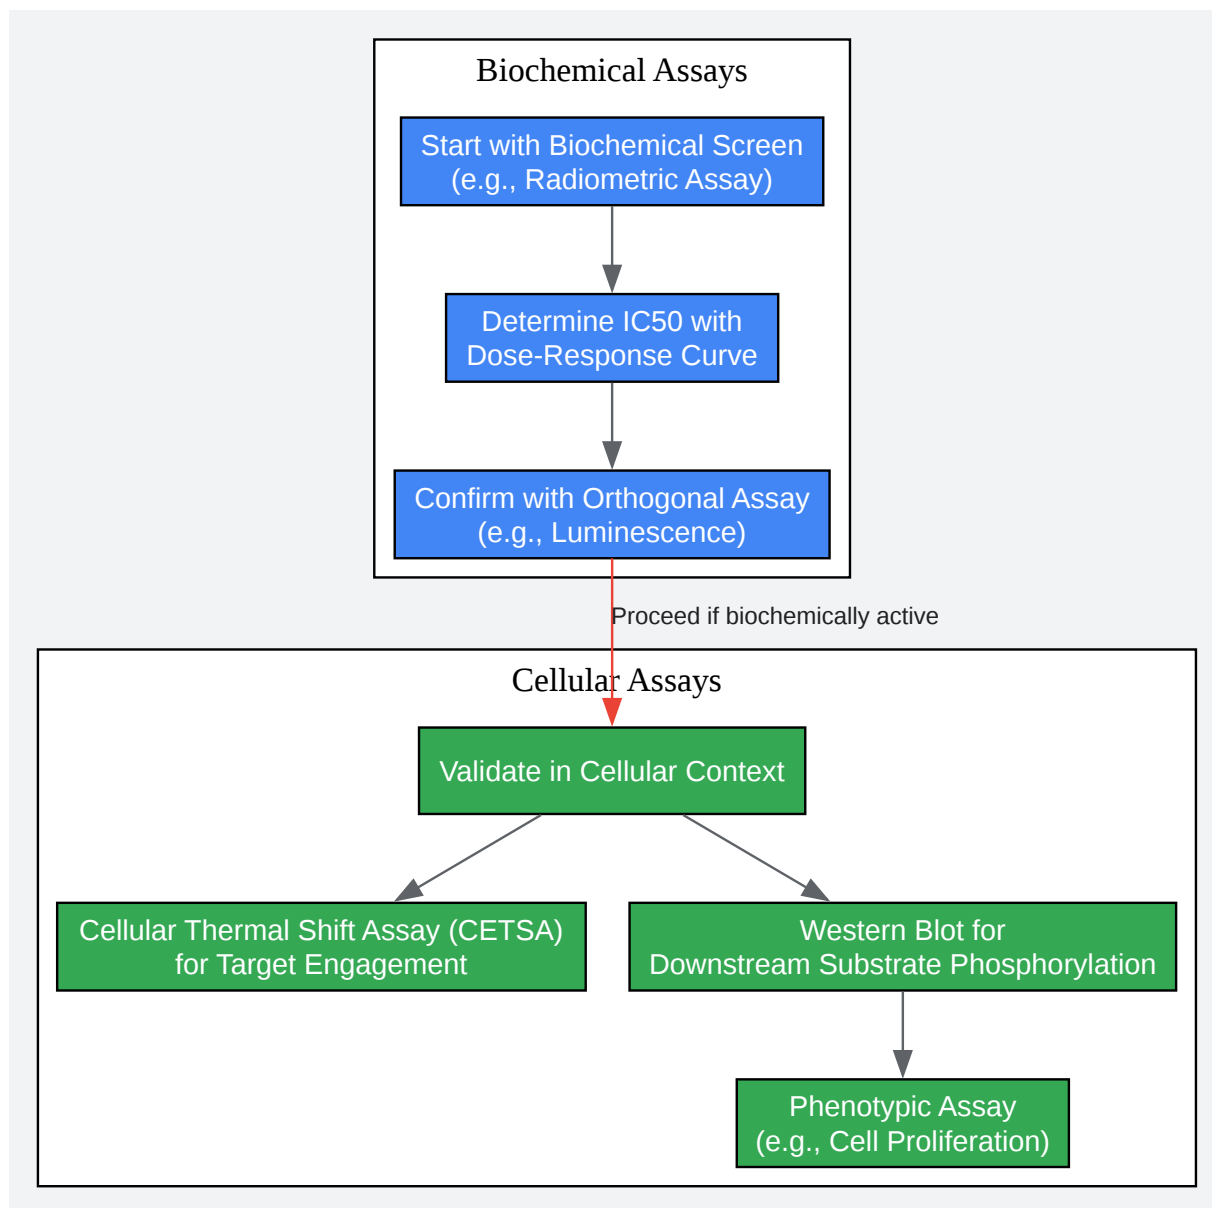 Biochemical Assays
Start with Biochemical Screen
(e.g., Radiometric Assay)
Determine IC50 with
Dose-Response Curve
Confirm with Orthogonal Assay
(e.g., Luminescence)
Proceed if biochemically active
Cellular Assays
Validate in Cellular Context
Cellular Thermal Shift Assay (CETSA)
for Target Engagement
Western Blot for
Downstream Substrate Phosphorylation
Phenotypic Assay
(e.g., Cell Proliferation)